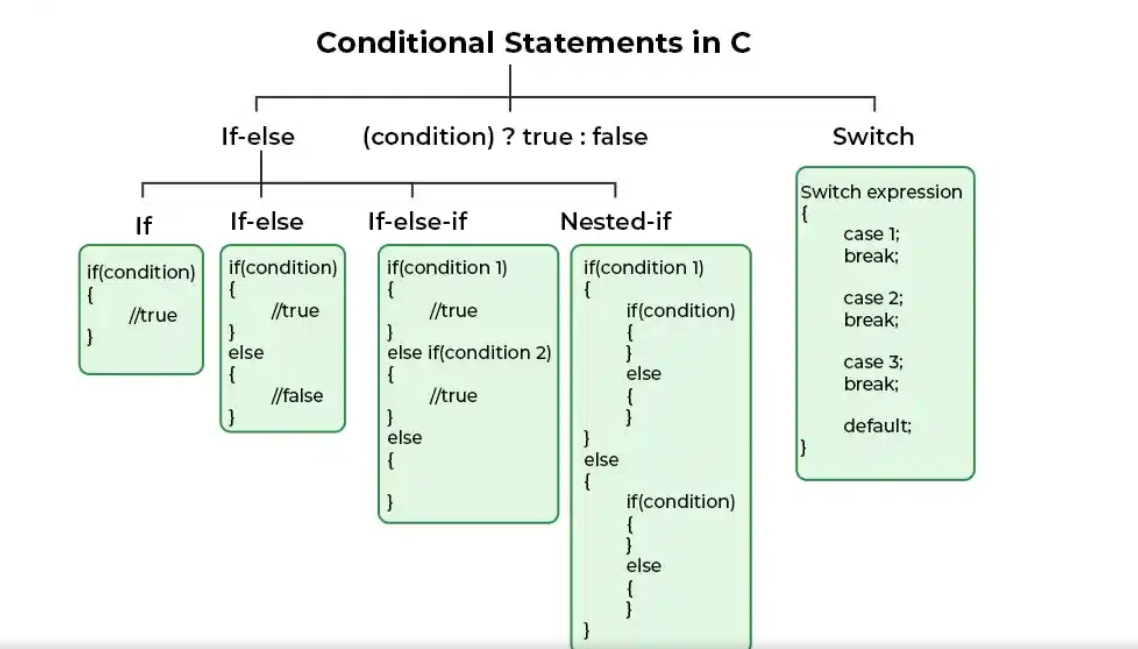 Conditional Statements in C
If-else
(condition) ? true : false
Switch
If
if(condition)
{
//true
}
If-else
if(condition)
{
//true
}
else
{
//false
}
If-else-if
if(condition 1)
{
//true
}
else if(condition 2)
{
//true
}
else
{
}
Nested-if
if(condition 1)
{
if(condition)
{
}
else
{
}
}
else
{
if(condition)
{
}
else
{
}
}
Switch expression
{
case 1;
break;
case 2;
break;
case 3;
break;
default;
}